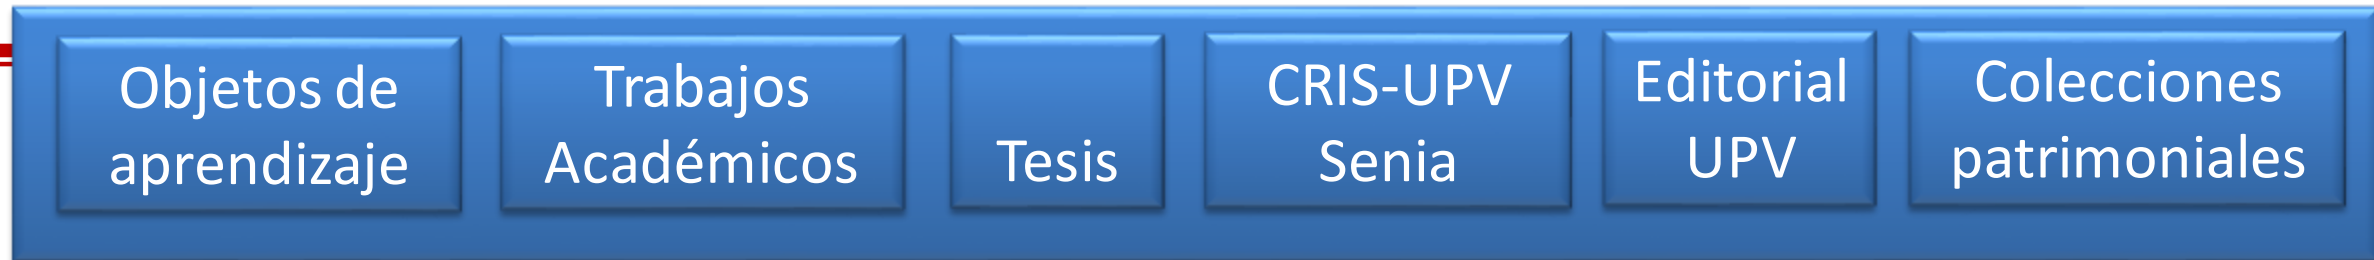 Objetos de
aprendizaje
Trabajos
Académicos
Tesis
CRIS-UPV
Senia
Editorial
UPV
Colecciones
patrimoniales